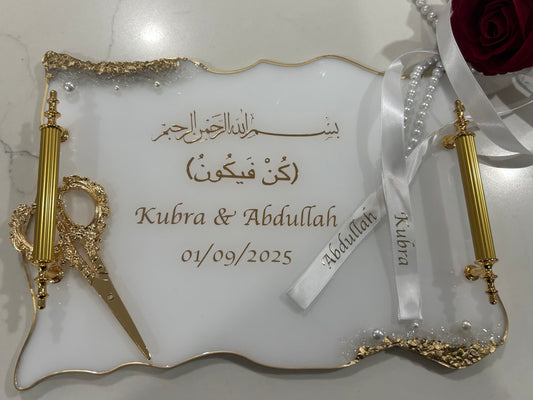 بسم الله الرحمن الرحيم
(كُنْ فَيَكُونُ)
Kubra & Abdullah
01/09/2025
Abdullah
Kubra